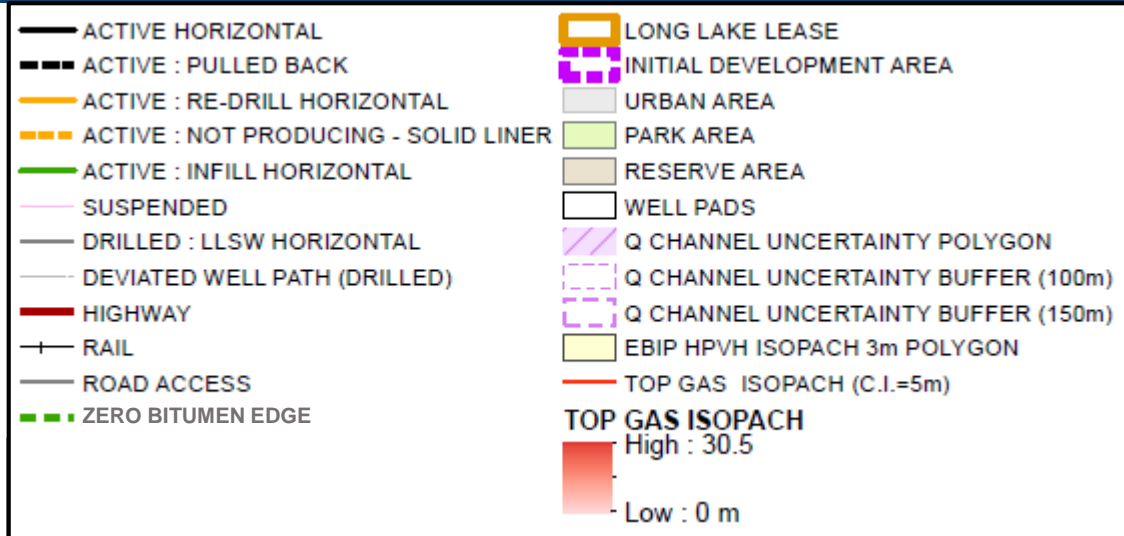 ACTIVE HORIZONTAL
ACTIVE : PULLED BACK
ACTIVE : RE-DRILL HORIZONTAL
ACTIVE : NOT PRODUCING - SOLID LINER
ACTIVE : INFILL HORIZONTAL
SUSPENDED
DRILLED : LLSW HORIZONTAL
DEVIATED WELL PATH (DRILLED)
HIGHWAY
RAIL
ROAD ACCESS
ZERO BITUMEN EDGE
LONG LAKE LEASE
INITIAL DEVELOPMENT AREA
URBAN AREA
PARK AREA
RESERVE AREA
WELL PADS
Q CHANNEL UNCERTAINTY POLYGON
Q CHANNEL UNCERTAINTY BUFFER (100m)
Q CHANNEL UNCERTAINTY BUFFER (150m)
EBIP HPVH ISOPACH 3m POLYGON
TOP GAS ISOPACH (C.I.=5m)
TOP GAS ISOPACH
High : 30.5
Low : 0 m